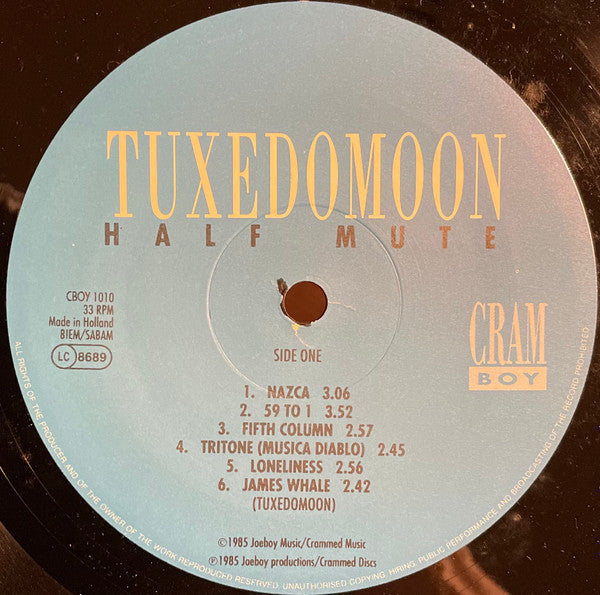 TUXEDOMOON
HALF MUTE
CBOY 1010
33 RPM
Made in Holland
BIEM/SABAM
LC 8689
CRAM
BOY
SIDE ONE
1. NAZCA 3.06
2. 59 TO 1 3.52
3. FIFTH COLUMN 2.57
4. TRITONE (MUSICA DIABLO) 2.45
5. LONELINESS 2.56
6. JAMES WHALE 2.42
(TUXEDOMOON)
©1985 Joeboy Music/Crammed Music
℗1985 Joeboy productions/Crammed Discs
ALL RIGHTS OF THE PRODUCER AND OF THE OWNER OF THE WORK REPRODUCED RESERVED. UNAUTHORISED COPYING, HIRING, PUBLIC PERFORMANCE AND BROADCASTING OF THE RECORD PROHIBITED